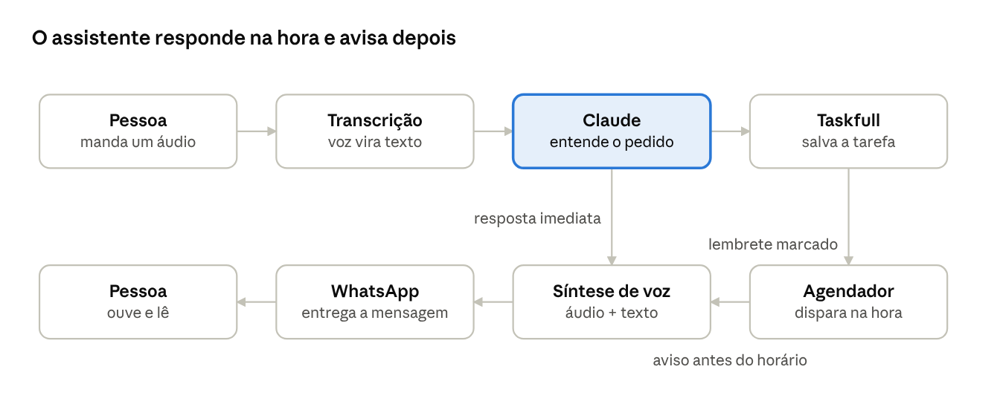 O assistente responde na hora e avisa depois
Pessoa
manda um áudio
Transcrição
voz vira texto
Claude
entende o pedido
Taskfull
salva a tarefa
resposta imediata
lembrete marcado
Pessoa
ouve e lê
WhatsApp
entrega a mensagem
Síntese de voz
áudio + texto
Agendador
dispara na hora
aviso antes do horário